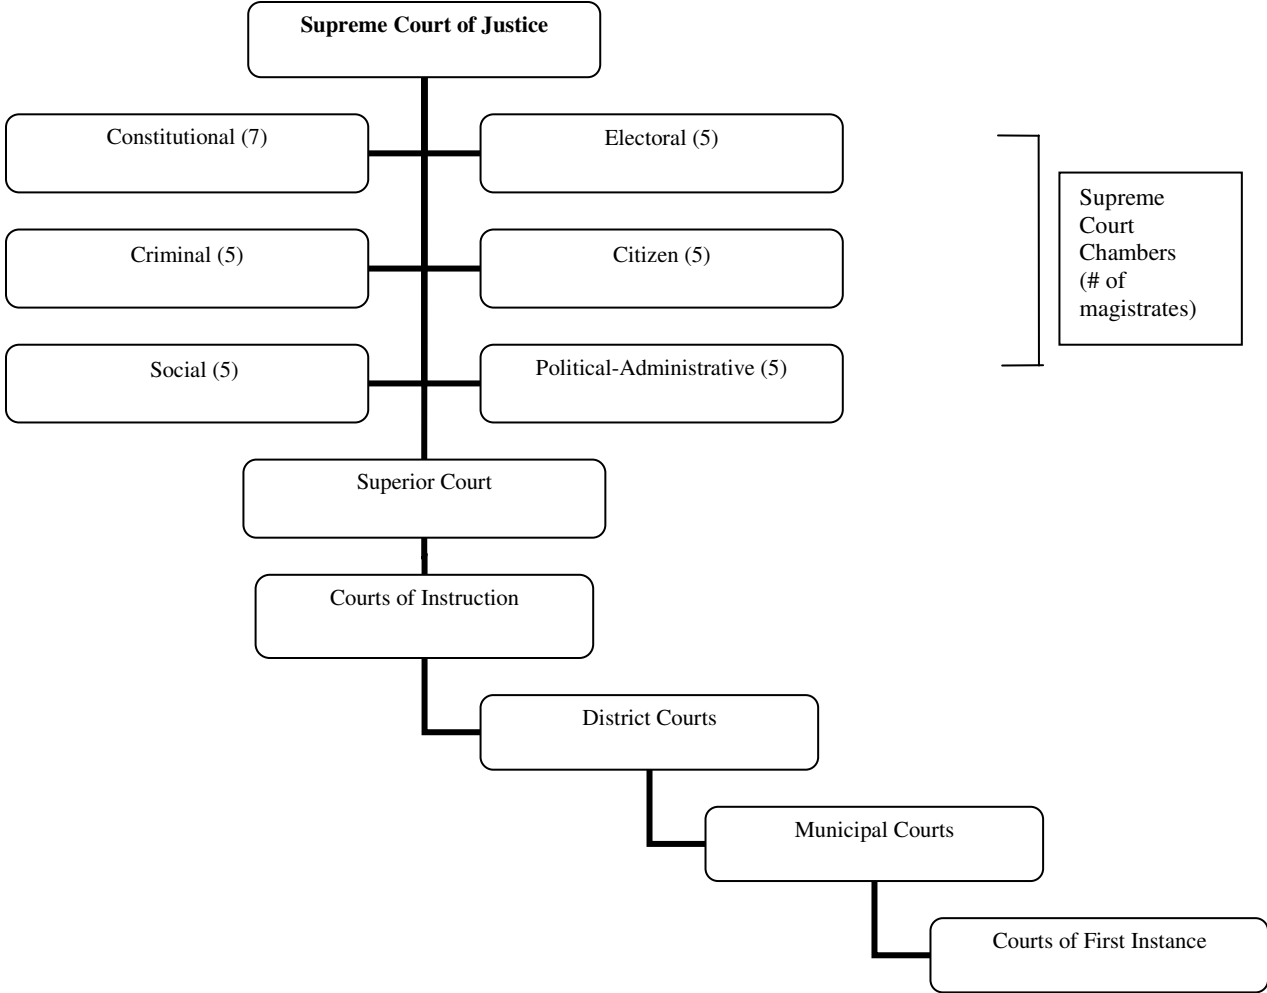 Supreme Court of Justice
Constitutional (7)
Electoral (5)
Criminal (5)
Citizen (5)
Social (5)
Political-Administrative (5)
Supreme
Court
Chambers
(# of
magistrates)
Superior Court
Courts of Instruction
District Courts
Municipal Courts
Courts of First Instance